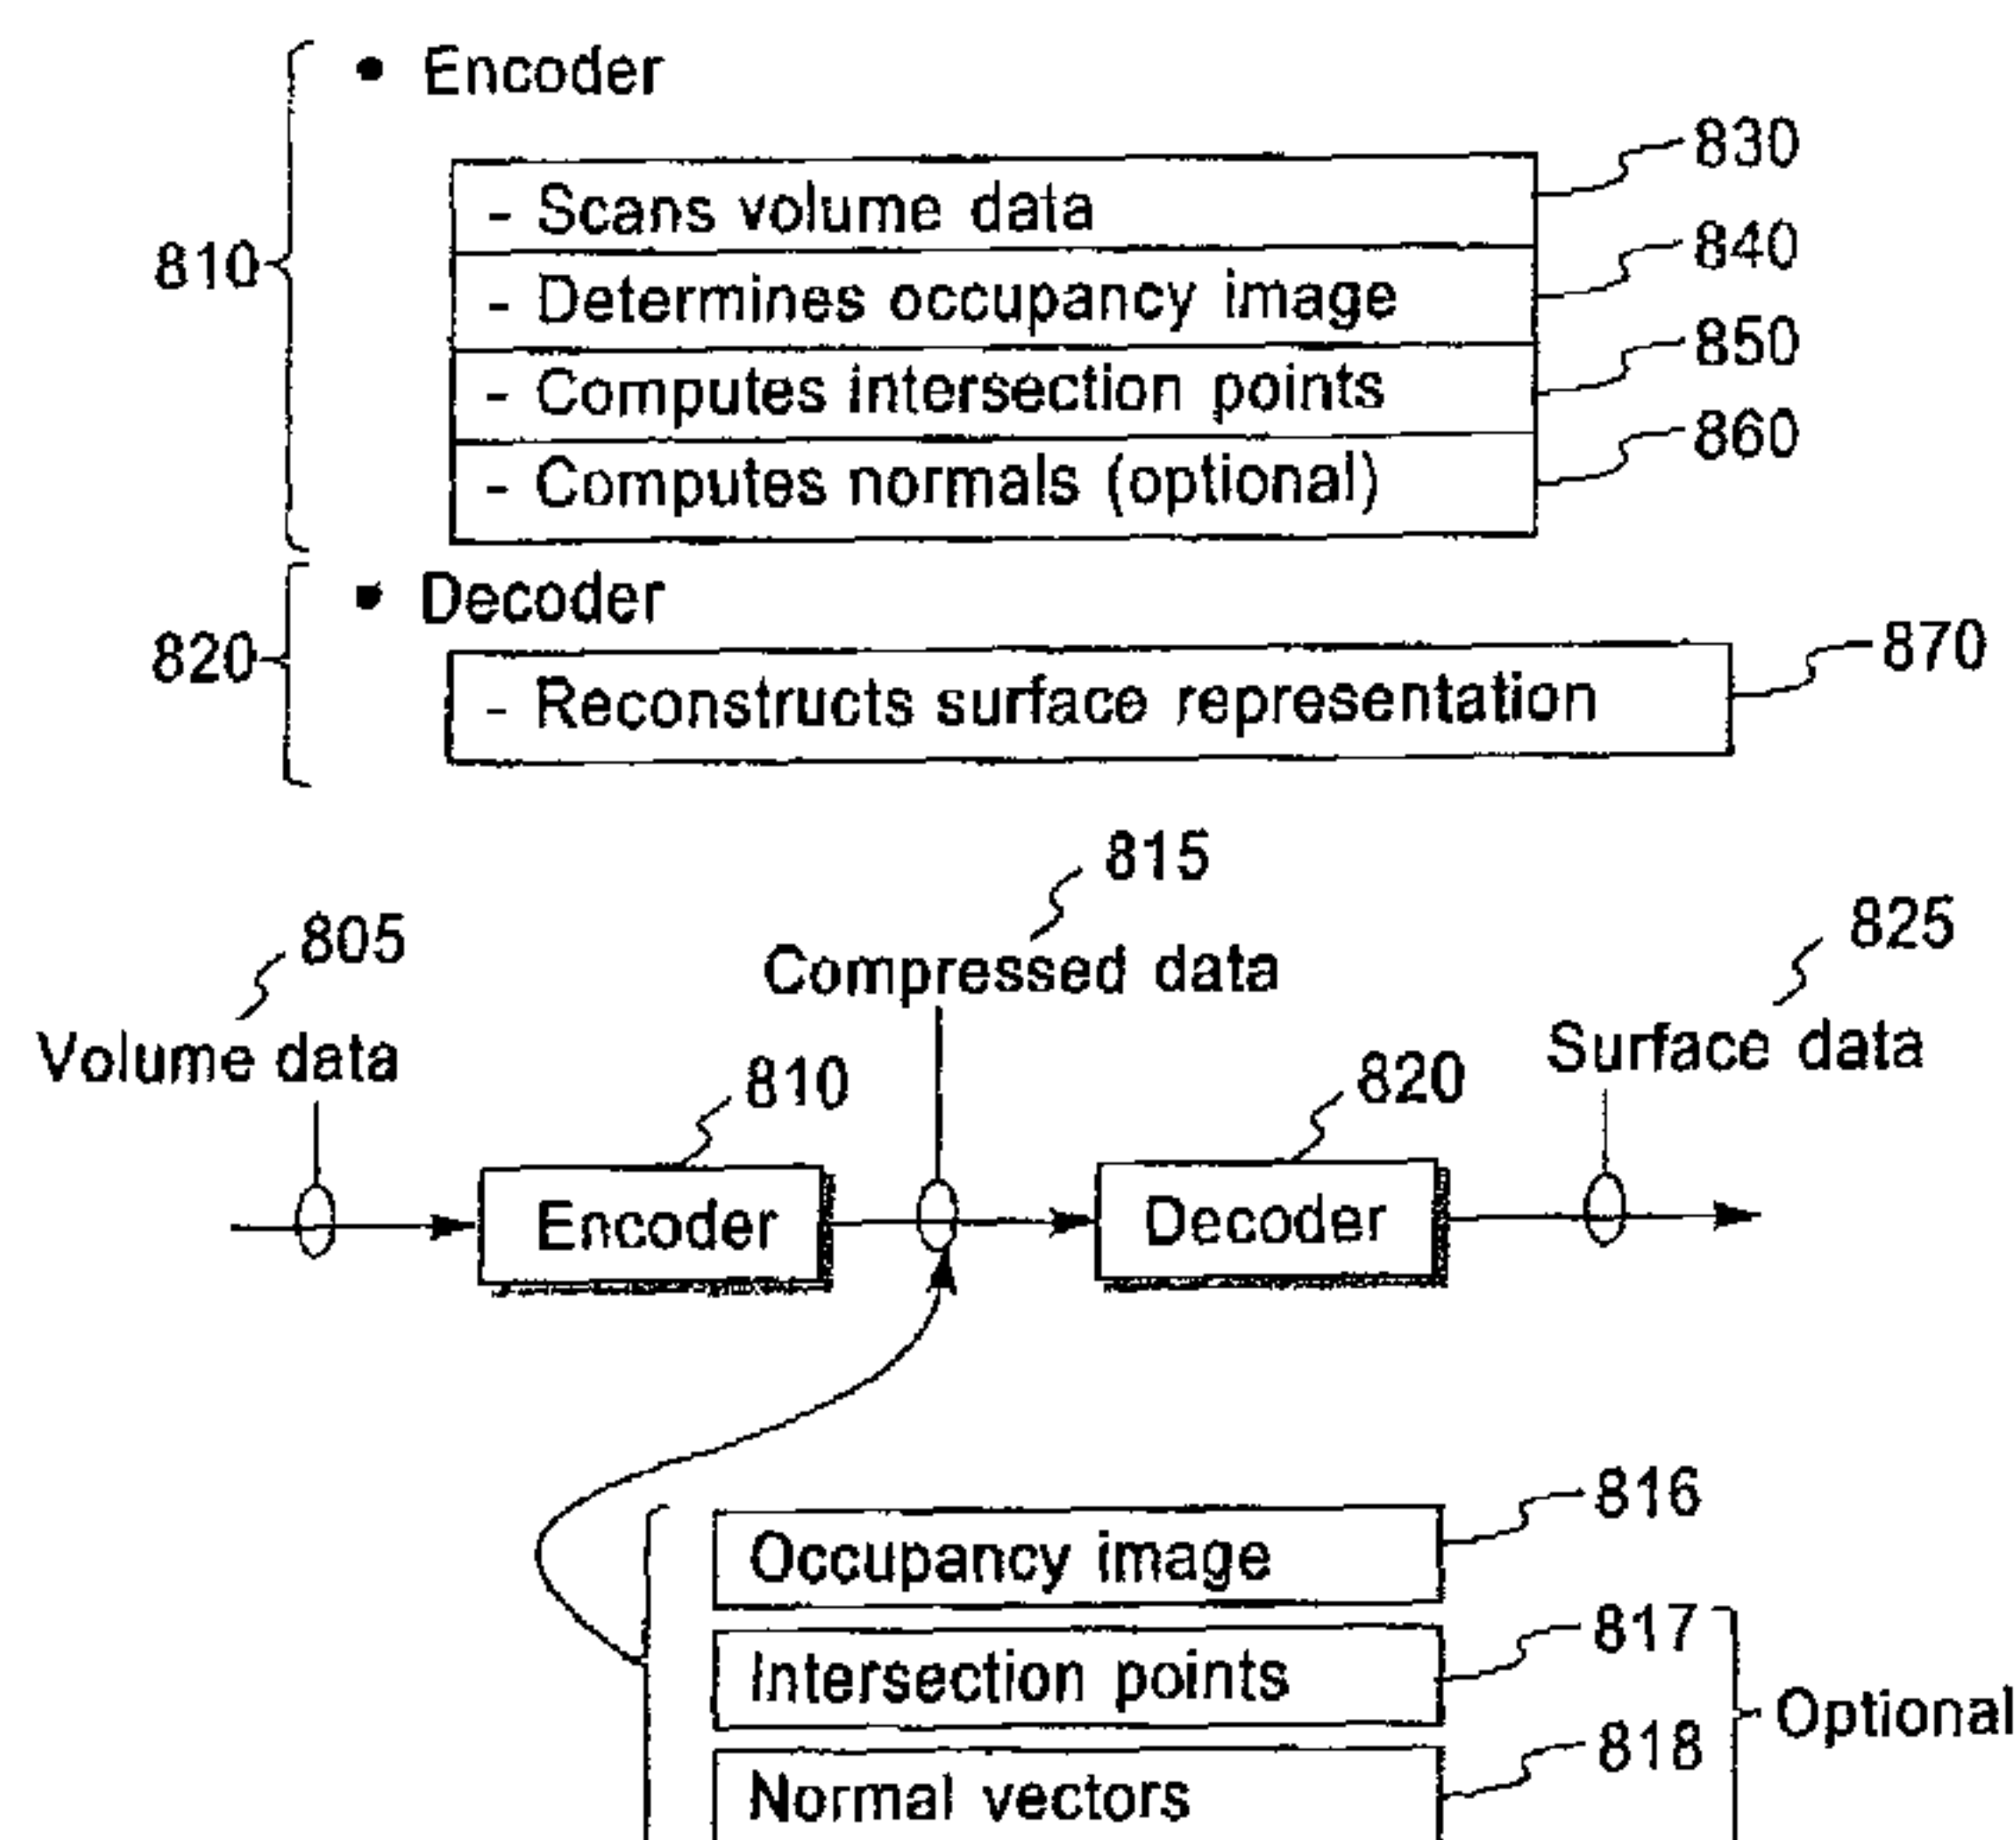 • Encoder
830
- Scans volume data
840
810
- Determines occupancy image
850
- Computes intersection points
860
- Computes normals (optional)
• Decoder
820
870
- Reconstructs surface representation
815
805
825
Compressed data
Volume data
Surface data
810
820
Encoder
Decoder
816
Occupancy image
817
Intersection points
Optional
818
Normal vectors